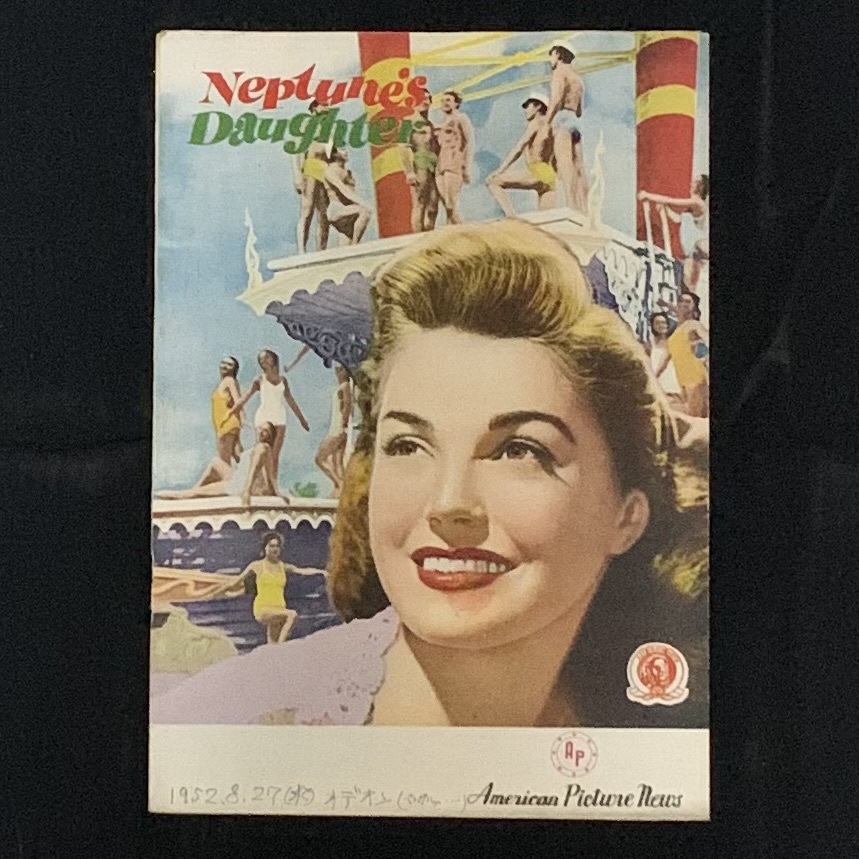 Neptune's
Daughter
AP
1952.8.27(水) オデオン
American Picture News